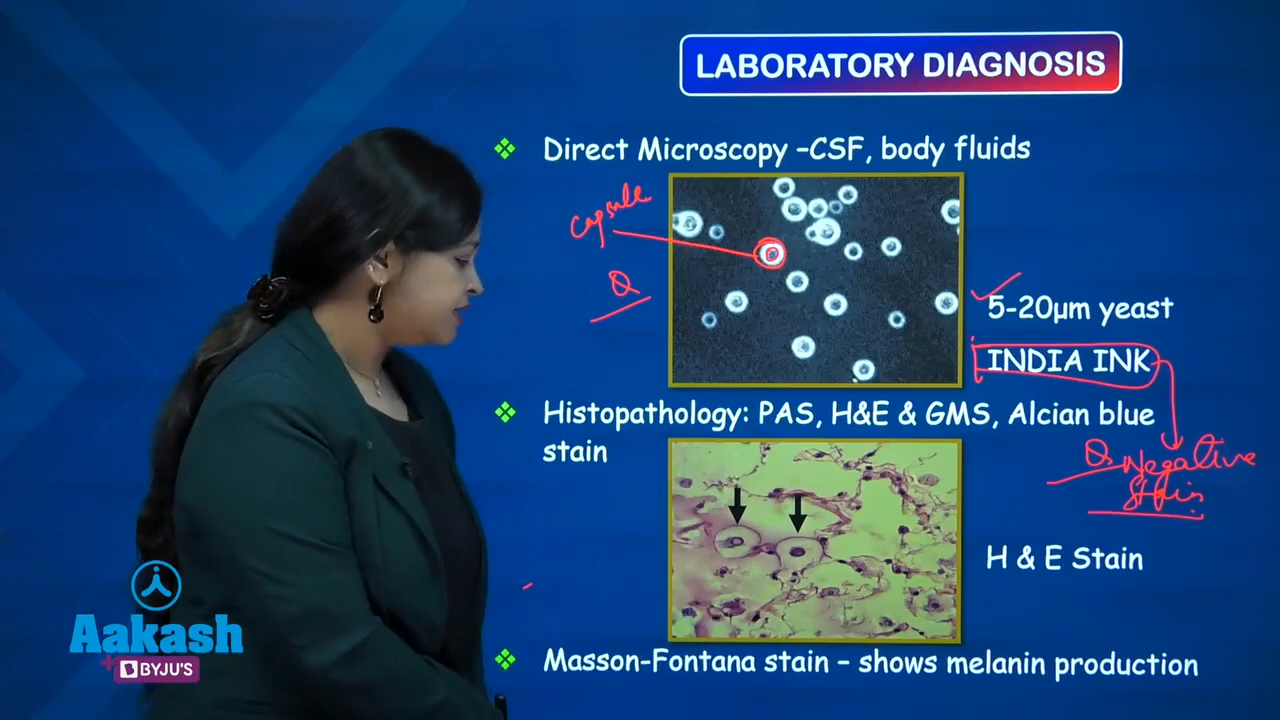 LABORATORY DIAGNOSIS
Direct Microscopy –CSF, body fluids
Capsule
Q
5-20µm yeast
INDIA INK
Histopathology: PAS, H&E & GMS, Alcian blue
stain
Q Negative
Stain
H & E Stain
Masson-Fontana stain – shows melanin production
Aakash
+
BYJU'S